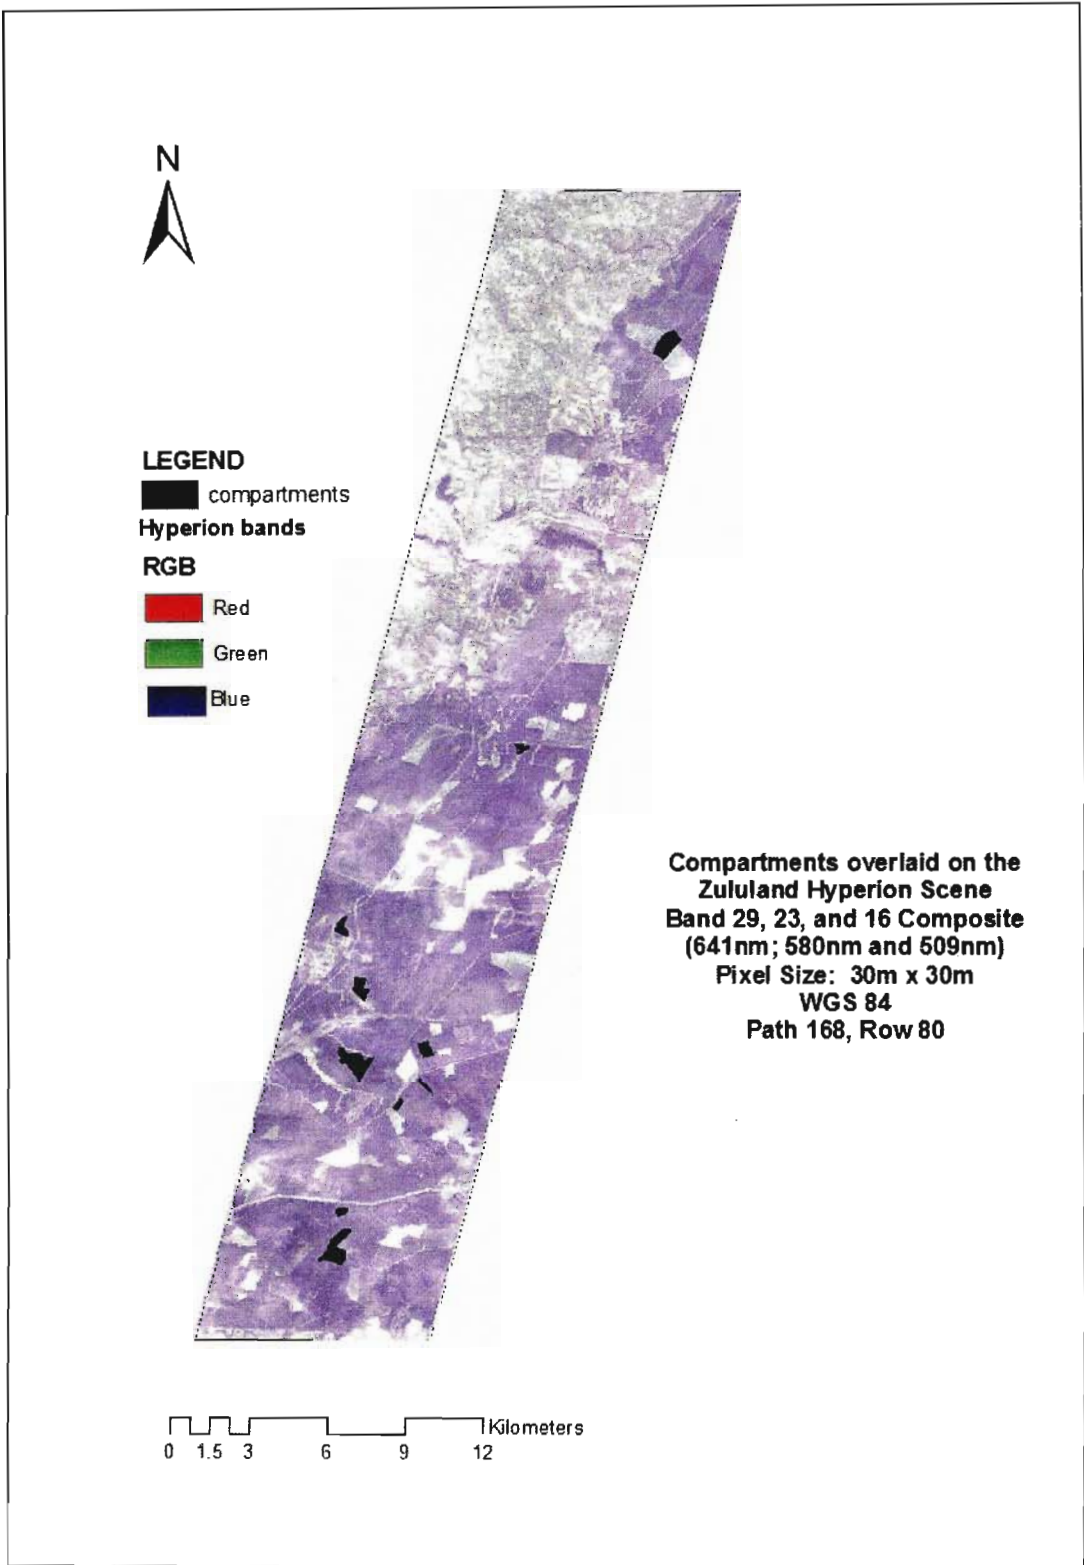 N
LEGEND
compartments
Hyperion bands
RGB
Red
Green
Blue
Compartments overlaid on the
Zululand Hyperion Scene
Band 29, 23, and 16 Composite
(641nm; 580nm and 509nm)
Pixel Size: 30m x 30m
WGS 84
Path 168, Row 80
Kilometers
0 1.5 3 6 9 12